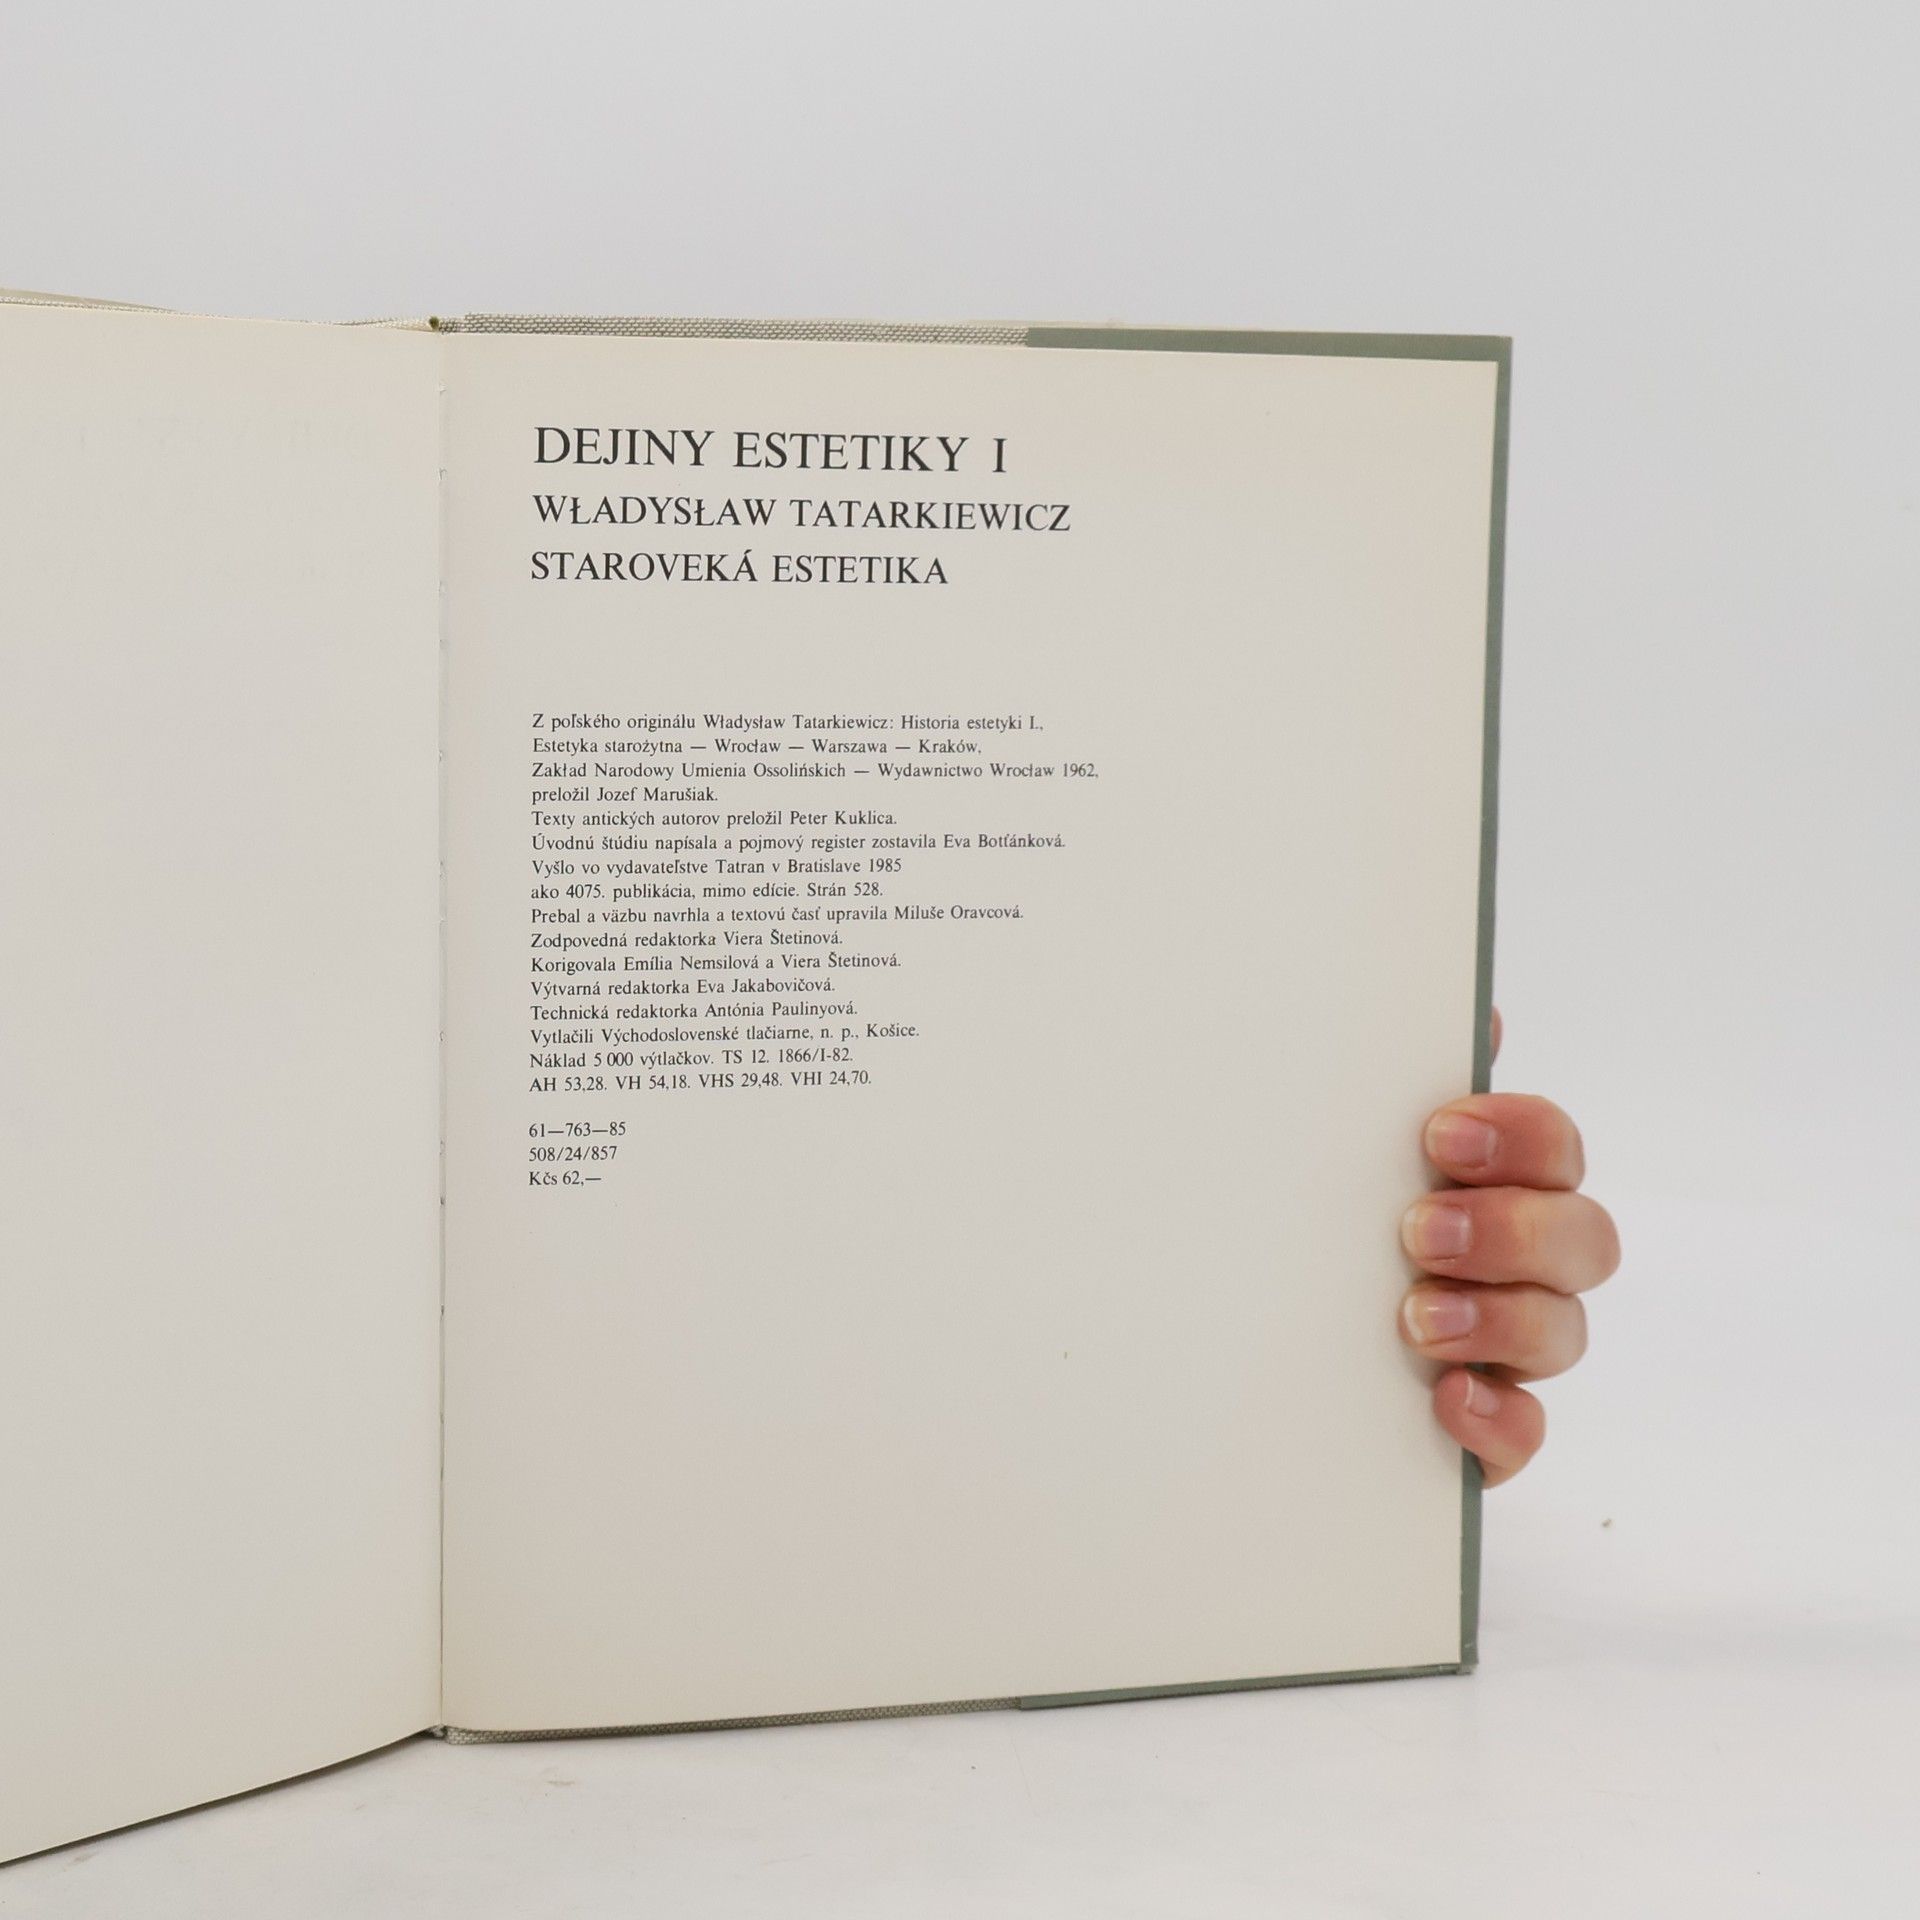 DEJINY ESTETIKY I
WŁADYSŁAW TATARKIEWICZ
STAROVEKÁ ESTETIKA
Z poľského originálu Władysław Tatarkiewicz: Historia estetyki I.,
Estetyka starożytna — Wrocław — Warszawa — Kraków,
Zakład Narodowy Umienia Ossolińskich — Wydawnictwo Wrocław 1962,
preložil Jozef Marušiak.
Texty antických autorov preložil Peter Kuklica.
Úvodnú štúdiu napísala a pojmový register zostavila Eva Botťánková.
Vyšlo vo vydavateľstve Tatran v Bratislave 1985
ako 4075. publikácia, mimo edície. Strán 528.
Prebal a väzbu navrhla a textovú časť upravila Miluše Oravcová.
Zodpovedná redaktorka Viera Štetinová.
Korigovala Emília Nemsilová a Viera Štetinová.
Výtvarná redaktorka Eva Jakabovičová.
Technická redaktorka Antónia Paulinyová.
Vytlačili Východoslovenské tlačiarne, n. p., Košice.
Náklad 5 000 výtlačkov. TS 12. 1866/I-82.
AH 53,28. VH 54,18. VHS 29,48. VHI 24,70.
61—763—85
508/24/857
Kčs 62,—